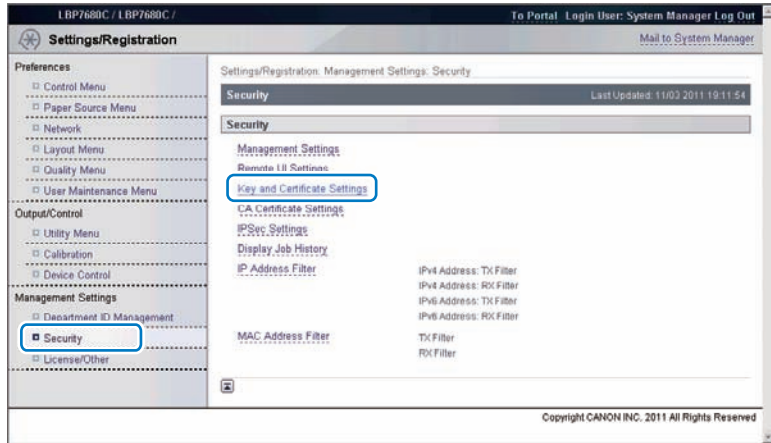 LBP7680C / LBP7680C /
To Portal Login User: System Manager Log Out
Settings/Registration
Mail to System Manager
Preferences
Control Menu
Paper Source Menu
Network
Layout Menu
Quality Menu
User Maintenance Menu
Output/Control
Utility Menu
Calibration
Device Control
Management Settings
Department ID Management
Security
License/Other
Settings/Registration: Management Settings: Security
Security
Last Updated: 11/03 2011 19:11:54
Security
Management Settings
Remote UI Settings
Key and Certificate Settings
CA Certificate Settings
IPSec Settings
Display Job History
IP Address Filter
IPv4 Address: TX Filter
IPv4 Address: RX Filter
IPv6 Address: TX Filter
IPv6 Address: RX Filter
MAC Address Filter
TX Filter
RX Filter
Copyright CANON INC. 2011 All Rights Reserved